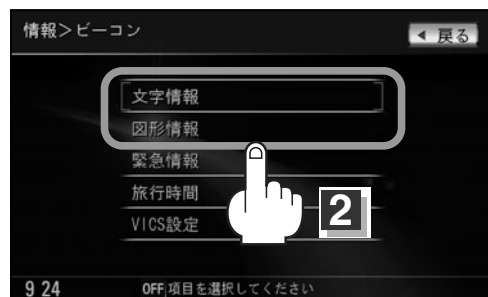 情報＞ビーコン
◀ 戻る
文字情報
図形情報
緊急情報
旅行時間
VICS設定
2
9 24 OFF 項目を選択してください